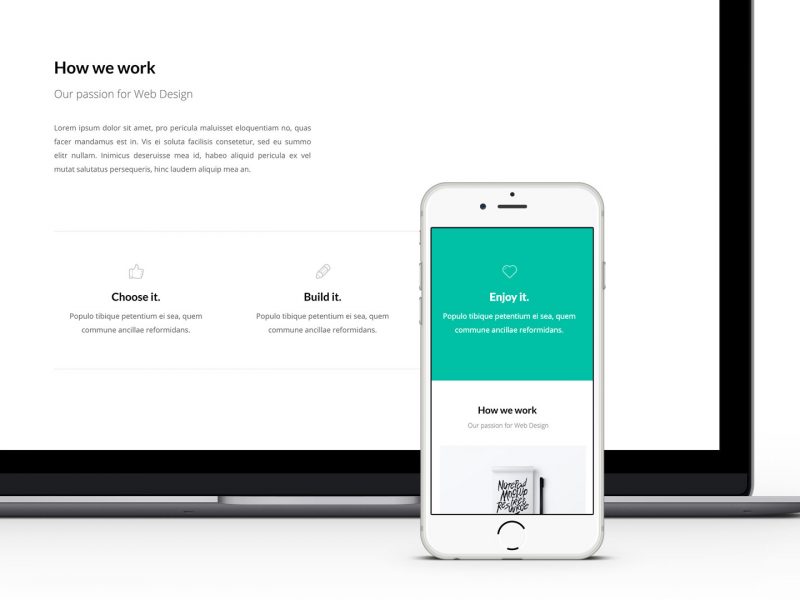 How we work
Our passion for Web Design
Lorem ipsum dolor sit amet, pro pericula maluisset eloquentiam no, quas
facer mandamus est in. Vis ei soluta facilisis consetetur, sed eu summo
elitr nullam. Inimicus deseruisse mea id, habeo aliquid pericula ex vel
mutat salutatus persequeris, hinc laudem aliquip mea an.
Choose it.
Populo tibique petentium ei sea, quem
commune ancillae reformidans.
Build it.
Populo tibique petentium ei sea, quem
commune ancillae reformidans.
Enjoy it.
Populo tibique petentium ei sea, quem
commune ancillae reformidans.
How we work
Our passion for Web Design
Notepad
Mockup
Free